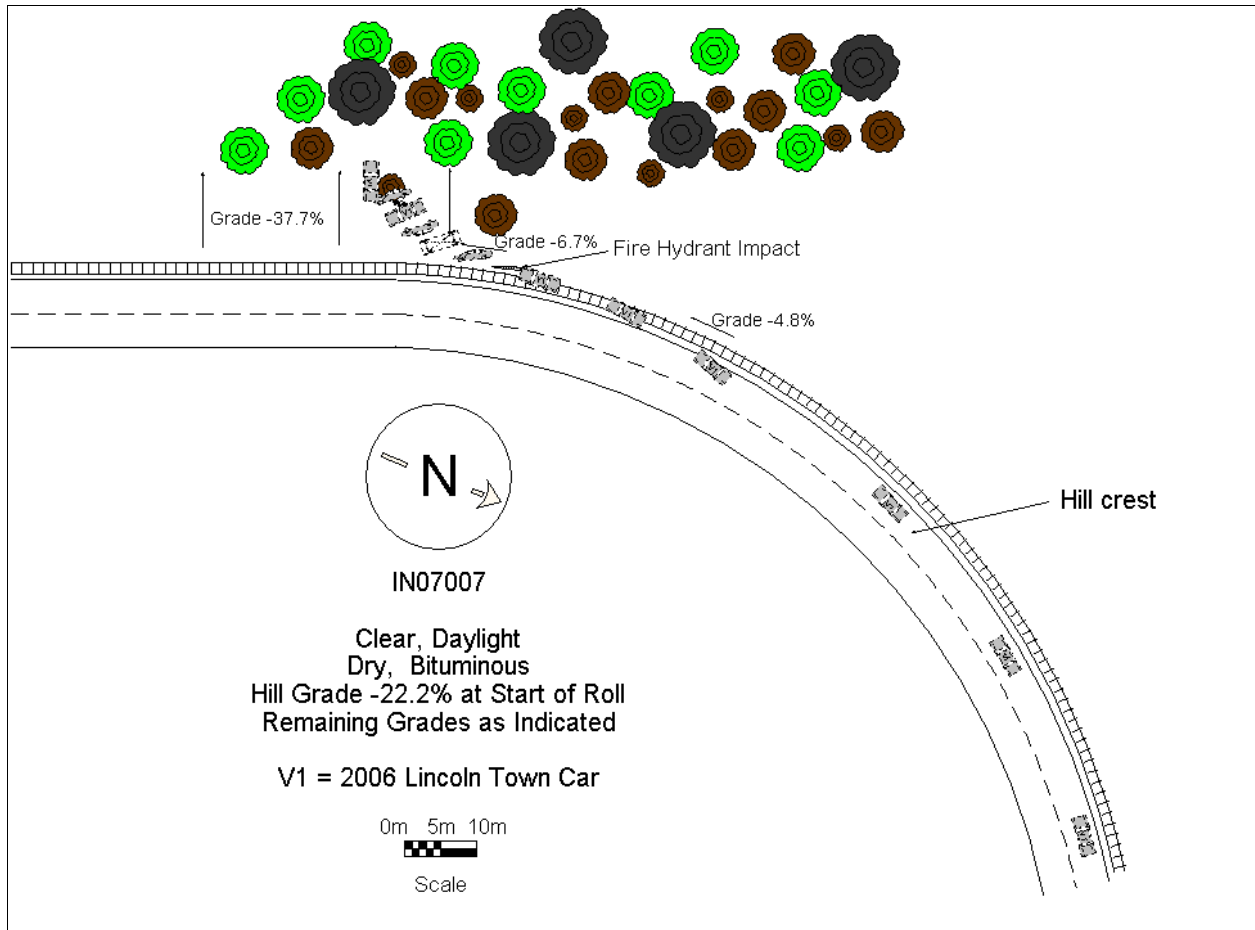 Grade -37.7%
Grade -6.7%
Fire Hydrant Impact
Grade -4.8%
N
Hill crest
IN07007
Clear, Daylight
Dry, Bituminous
Hill Grade -22.2% at Start of Roll
Remaining Grades as Indicated
V1 = 2006 Lincoln Town Car
0m 5m 10m
Scale